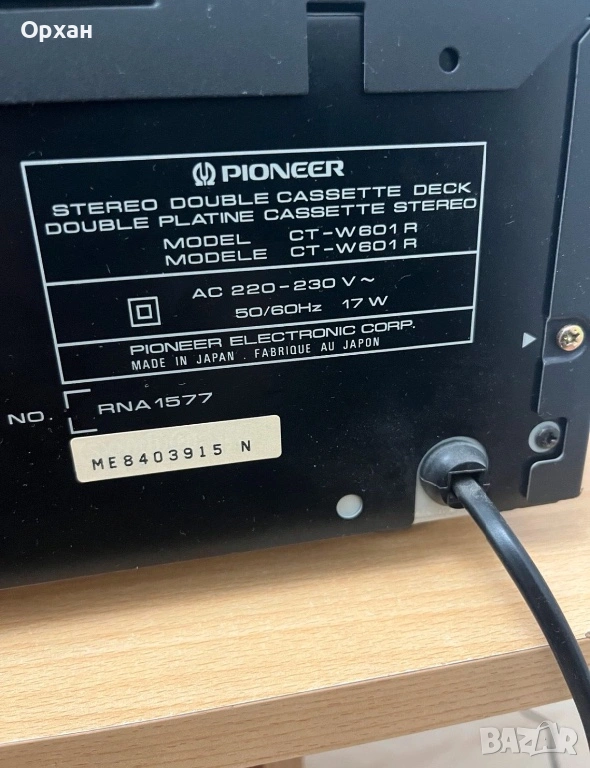 Орхан
PIONEER
STEREO DOUBLE CASSETTE DECK
DOUBLE PLATINE CASSETTE STEREO
MODEL CT-W601R
MODELE CT-W601R
AC 220-230 V~
50/60Hz 17 W
PIONEER ELECTRONIC CORP.
MADE IN JAPAN . FABRIQUE AU JAPON
NO. RNA1577
ME8403915 N
BAZAR